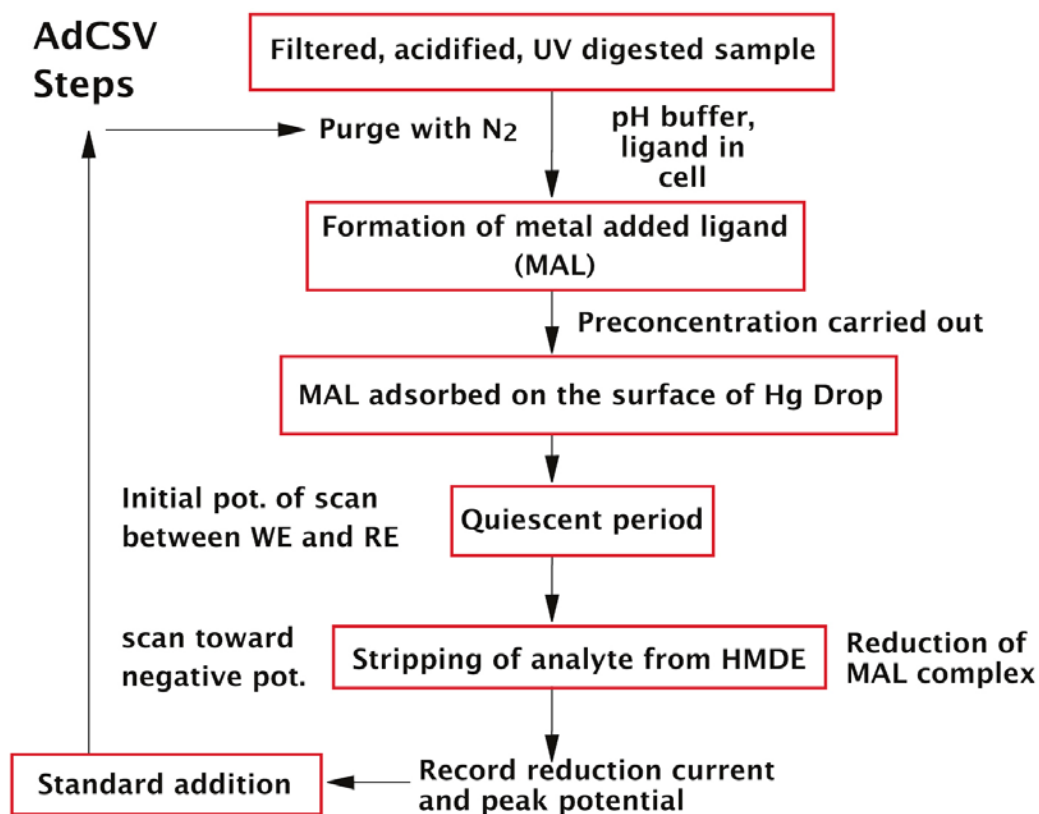 AdCSV
Steps
Filtered, acidified, UV digested sample
Purge with N2
pH buffer,
ligand in
cell
Formation of metal added ligand
(MAL)
Preconcentration carried out
MAL adsorbed on the surface of Hg Drop
Initial pot. of scan
between WE and RE
Quiescent period
scan toward
negative pot.
Stripping of analyte from HMDE
Reduction of
MAL complex
Record reduction current
and peak potential
Standard addition